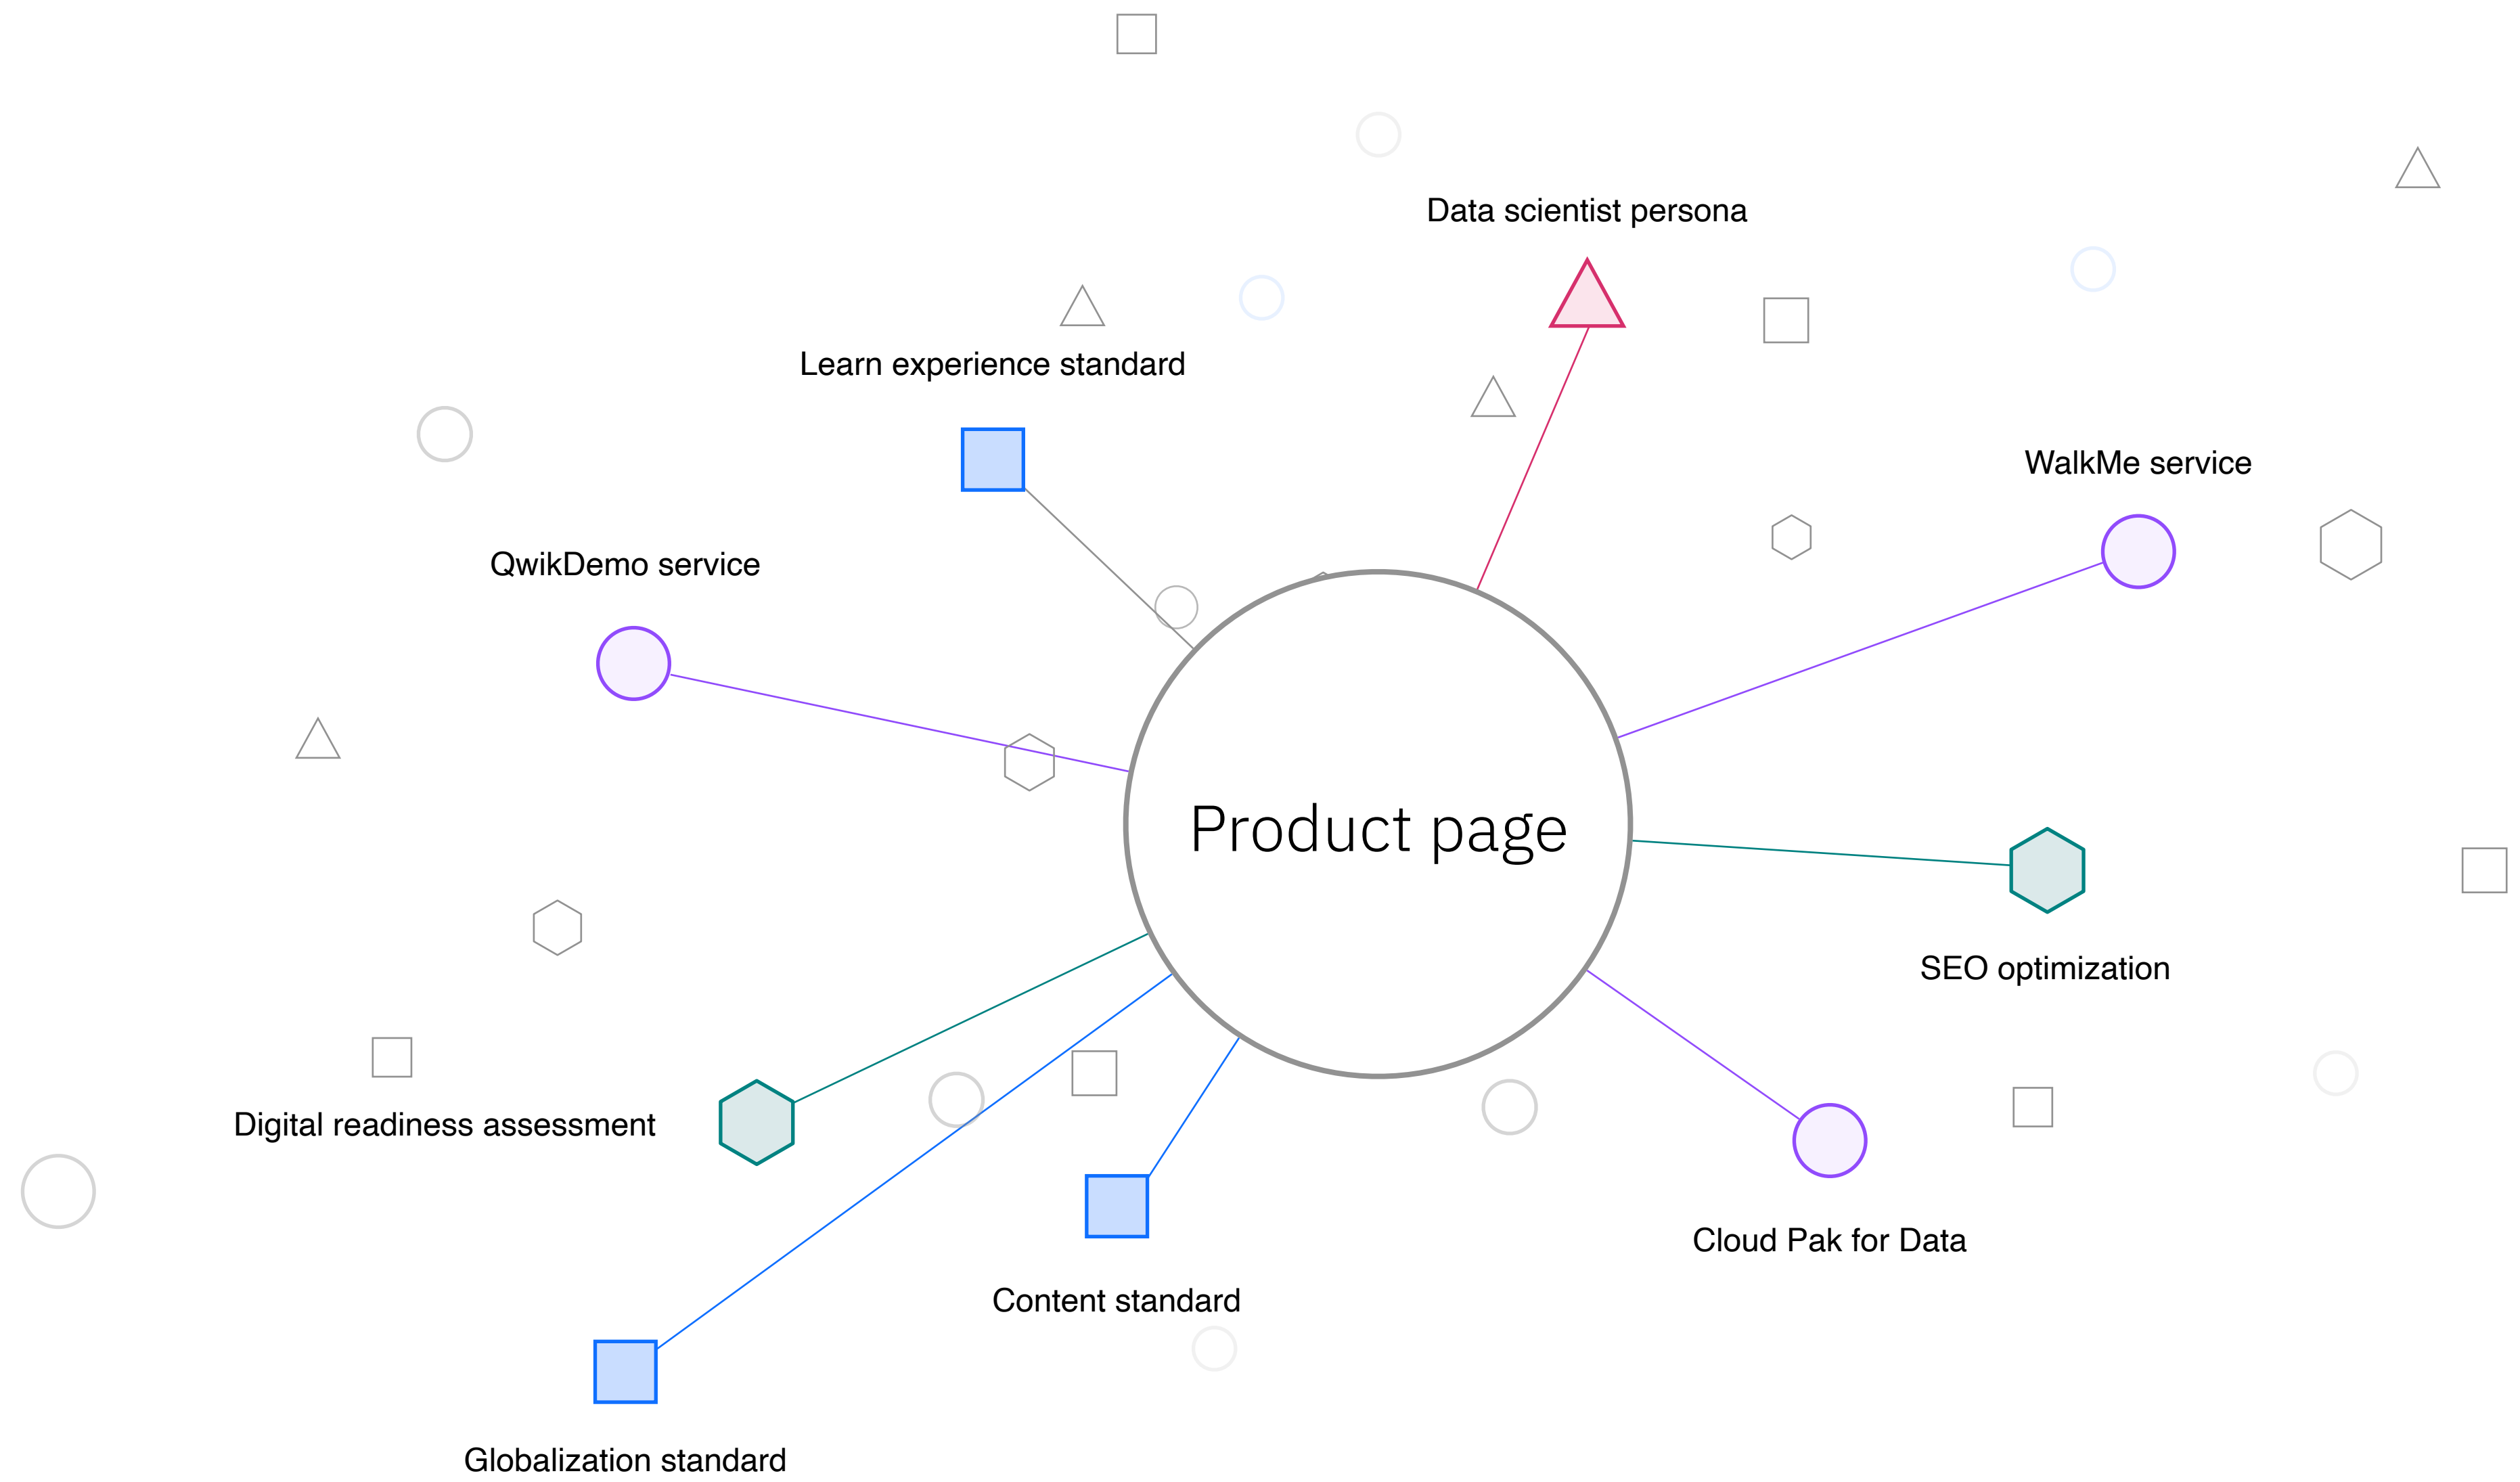 Data scientist persona
Learn experience standard
WalkMe service
QwikDemo service
Product page
SEO optimization
Digital readiness assessment
Cloud Pak for Data
Content standard
Globalization standard